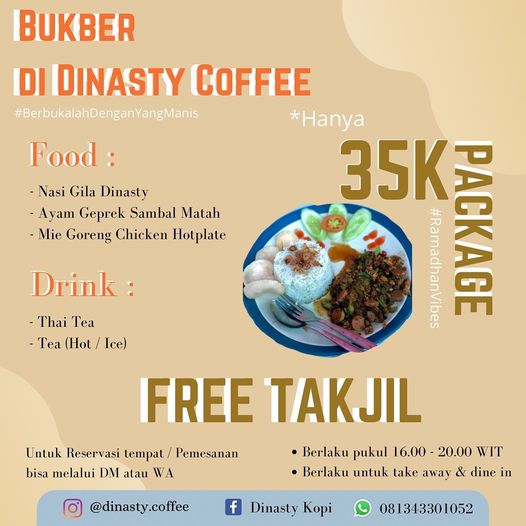 Bukber
di Dinasty Coffee
#BerbukalahDenganYangManis
*Hanya
35K
PACKAGE
#RamadhanVibes
Food :
- Nasi Gila Dinasty
- Ayam Geprek Sambal Matah
- Mie Goreng Chicken Hotplate
Drink :
- Thai Tea
- Tea (Hot / Ice)
FREE TAKJIL
Untuk Reservasi tempat / Pemesanan
bisa melalui DM atau WA
• Berlaku pukul 16.00 - 20.00 WIT
• Berlaku untuk take away & dine in
@dinasty.coffee
Dinasty Kopi
081343301052